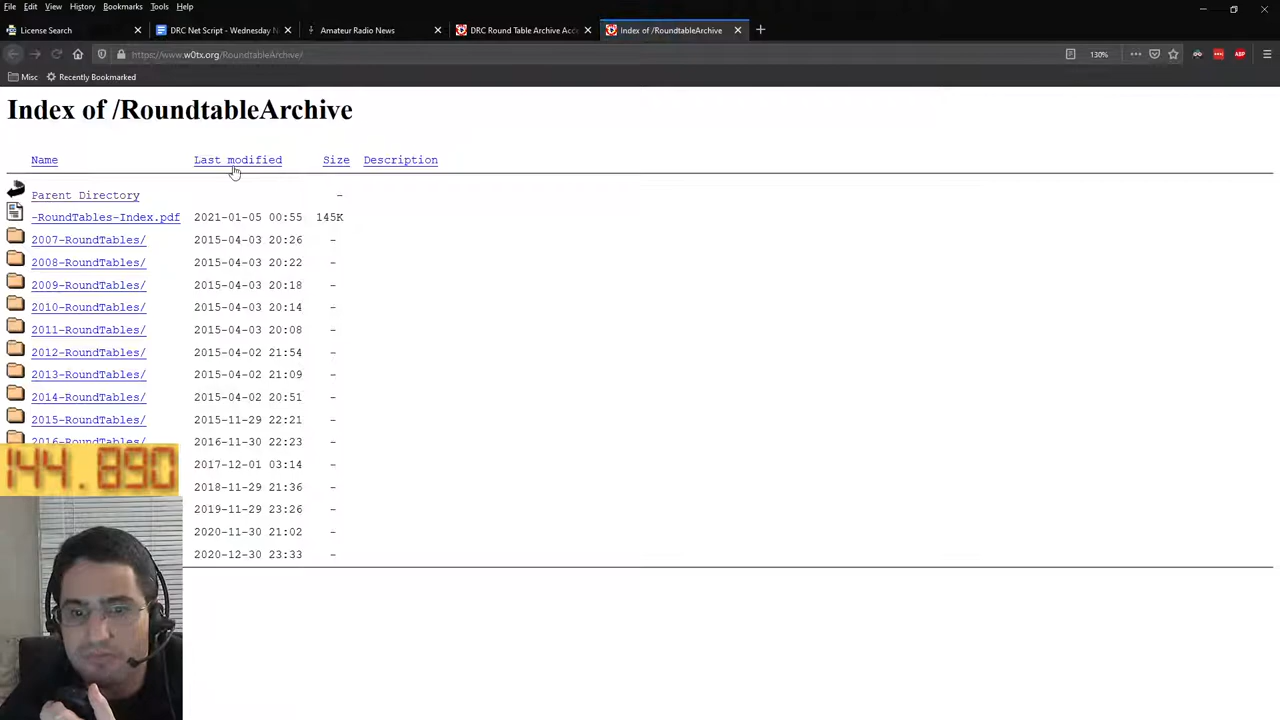 File Edit View History Bookmarks Tools Help
License Search DRC Net Script - Wednesday N Amateur Radio News DRC Round Table Archive Acce Index of /RoundtableArchive
https://www.w0tx.org/RoundtableArchive/ 130%
Misc Recently Bookmarked
Index of /RoundtableArchive
Name Last modified Size Description
Parent Directory -
-RoundTables-Index.pdf 2021-01-05 00:55 145K
2007-RoundTables/ 2015-04-03 20:26 -
2008-RoundTables/ 2015-04-03 20:22 -
2009-RoundTables/ 2015-04-03 20:18 -
2010-RoundTables/ 2015-04-03 20:14 -
2011-RoundTables/ 2015-04-03 20:08 -
2012-RoundTables/ 2015-04-02 21:54 -
2013-RoundTables/ 2015-04-02 21:09 -
2014-RoundTables/ 2015-04-02 20:51 -
2015-RoundTables/ 2015-11-29 22:21 -
2016-RoundTables/ 2016-11-30 22:23 -
2017-12-01 03:14 -
144.890
2018-11-29 21:36 -
2019-11-29 23:26 -
2020-11-30 21:02 -
2020-12-30 23:33 -